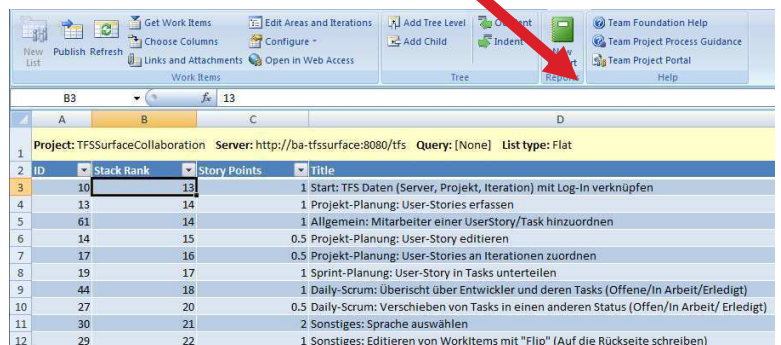 Get Work Items Edit Areas and Iterations Add Tree Level Team Foundation Help
New List Publish Refresh Choose Columns Configure Add Child Indent New Team Project Process Guidance
Links and Attachments Open in Web Access Team Project Portal
Work Items Tree Help
B3 fx 13
A B C D
1 Project: TFSSurfaceCollaboration Server: http://ba-tfssurface:8080/tfs Query: [None] List type: Flat
2 ID Stack Rank Story Points Title
3 10 13 1 Start: TFS Daten (Server, Projekt, Iteration) mit Log-In verknüpfen
4 13 14 1 Projekt-Planung: User-Stories erfassen
5 61 14 1 Allgemein: Mitarbeiter einer UserStory/Task hinzuordnen
6 14 15 0.5 Projekt-Planung: User-Story editieren
7 17 16 0.5 Projekt-Planung: User-Stories an Iterationen zuordnen
8 19 17 1 Sprint-Planung: User-Story in Tasks unterteilen
9 44 18 1 Daily-Scrum: Überischt über Entwickler und deren Tasks (Offene/In Arbeit/Erledigt)
10 27 20 0.5 Daily-Scrum: Verschieben von Tasks in einen anderen Status (Offen/In Arbeit/ Erledigt)
11 30 21 2 Sonstiges: Sprache auswählen
12 29 22 1 Sonstiges: Editieren von WorkItems mit "Flip" (Auf die Rückseite schreiben)